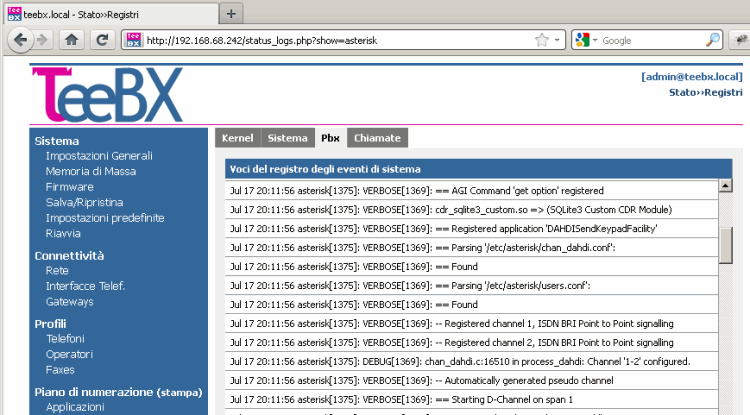 teebx.local - Stato››Registri
http://192.168.68.242/status_logs.php?show=asterisk
Google
TeeBX
[admin@teebx.local]
Stato››Registri
Sistema
Impostazioni Generali
Memoria di Massa
Firmware
Salva/Ripristina
Impostazioni predefinite
Riavvia
Connettività
Rete
Interfacce Telef.
Gateways
Profili
Telefoni
Operatori
Faxes
Piano di numerazione (stampa)
Applicazioni
Kernel Sistema Pbx Chiamate
Voci del registro degli eventi di sistema
Jul 17 20:11:56 asterisk[1375]: VERBOSE[1369]: == AGI Command 'get option' registered
Jul 17 20:11:56 asterisk[1375]: VERBOSE[1369]: cdr_sqlite3_custom.so => (SQLite3 Custom CDR Module)
Jul 17 20:11:56 asterisk[1375]: VERBOSE[1369]: == Registered application 'DAHDISendKeypadFacility'
Jul 17 20:11:56 asterisk[1375]: VERBOSE[1369]: == Parsing '/etc/asterisk/chan_dahdi.conf':
Jul 17 20:11:56 asterisk[1375]: VERBOSE[1369]: == Found
Jul 17 20:11:56 asterisk[1375]: VERBOSE[1369]: == Parsing '/etc/asterisk/users.conf':
Jul 17 20:11:56 asterisk[1375]: VERBOSE[1369]: == Found
Jul 17 20:11:56 asterisk[1375]: VERBOSE[1369]: -- Registered channel 1, ISDN BRI Point to Point signalling
Jul 17 20:11:56 asterisk[1375]: VERBOSE[1369]: -- Registered channel 2, ISDN BRI Point to Point signalling
Jul 17 20:11:56 asterisk[1375]: DEBUG[1369]: chan_dahdi.c:16510 in process_dahdi: Channel '1-2' configured.
Jul 17 20:11:56 asterisk[1375]: VERBOSE[1369]: -- Automatically generated pseudo channel
Jul 17 20:11:56 asterisk[1375]: VERBOSE[1369]: == Starting D-Channel on span 1